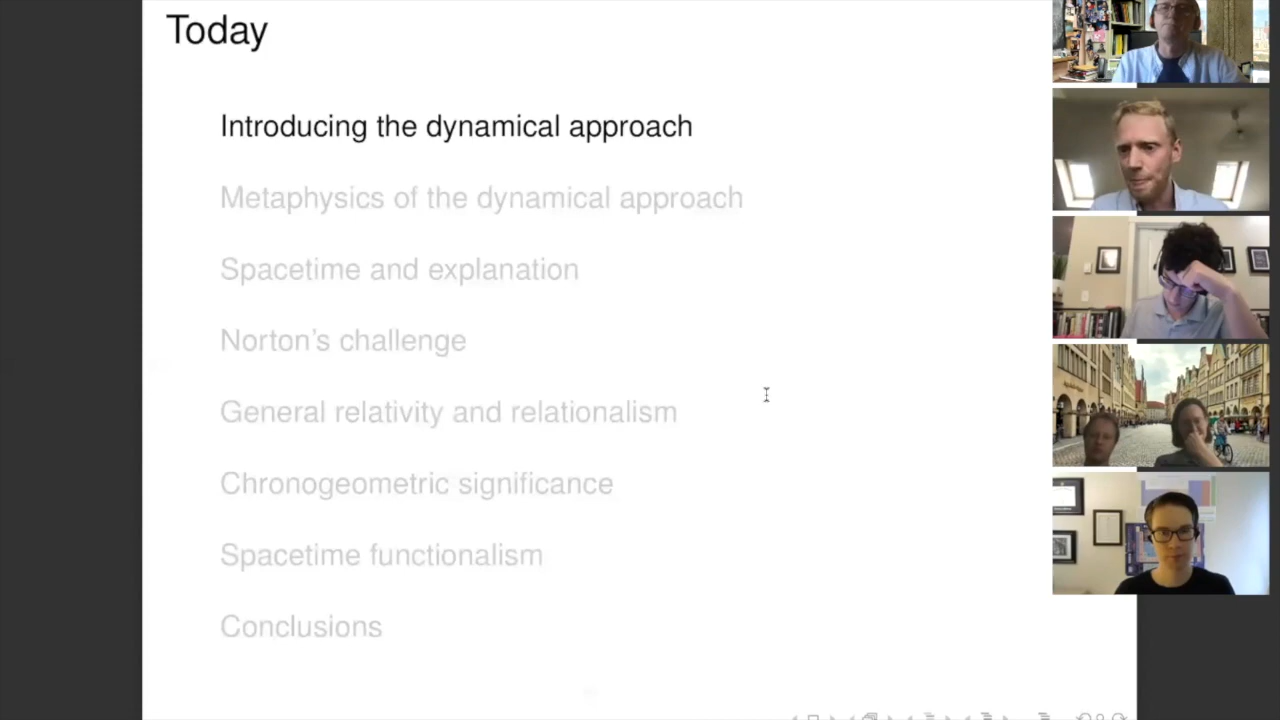 Today
Introducing the dynamical approach
Metaphysics of the dynamical approach
Spacetime and explanation
Norton's challenge
General relativity and relationalism
Chronogeometric significance
Spacetime functionalism
Conclusions